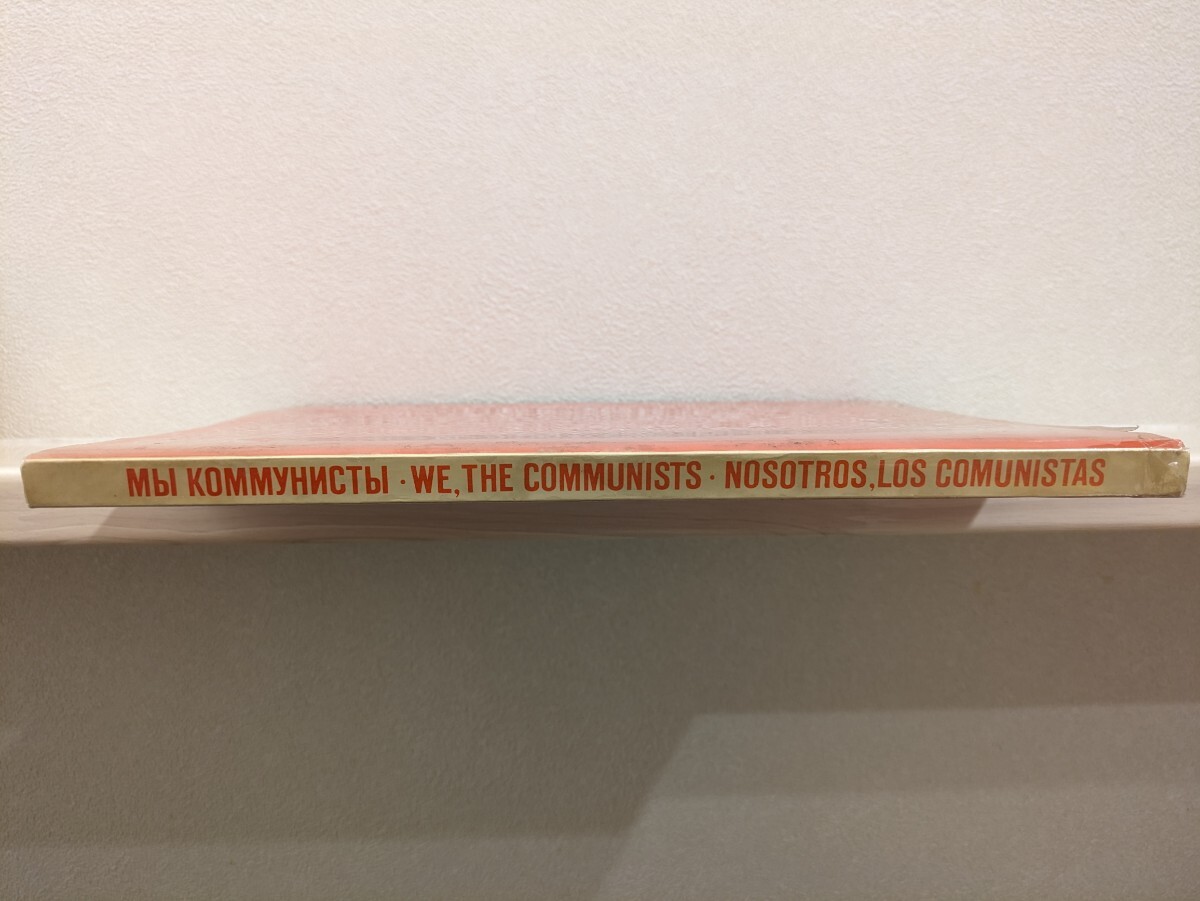 МЫ КОММУНИСТЫ · WE, THE COMMUNISTS · NOSOTROS, LOS COMUNISTAS